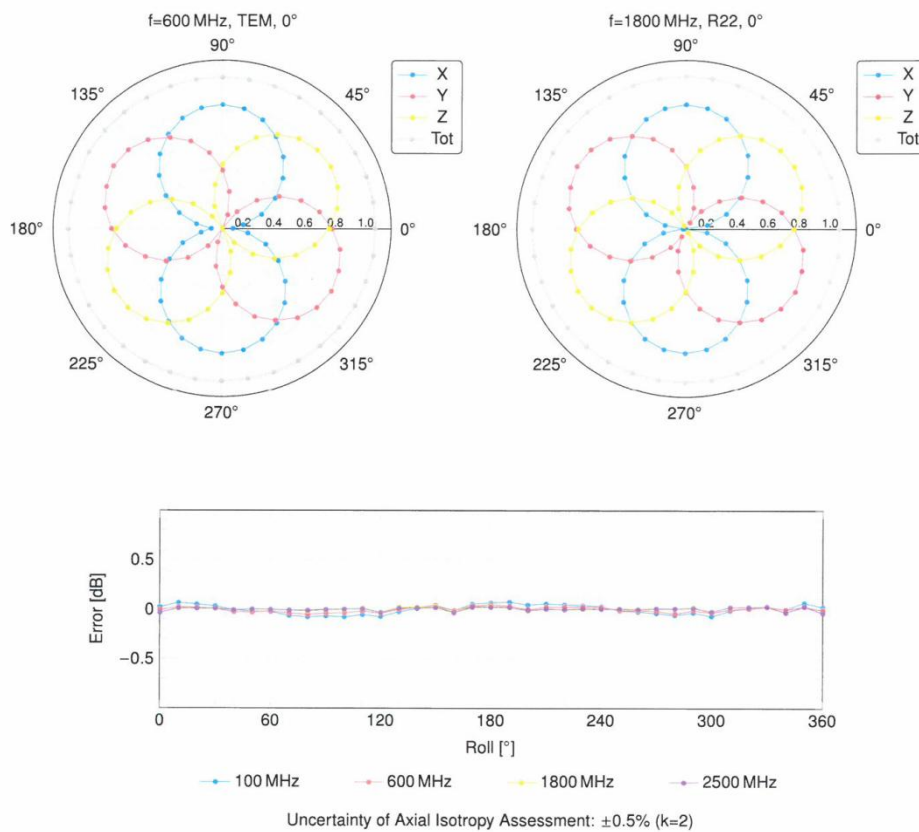 f=600 MHz, TEM, 0°
90°
135°
45°
180°
0°
225°
315°
270°
0.2 0.4 0.6 0.8 1.0
X
Y
Z
Tot
f=1800 MHz, R22, 0°
90°
135°
45°
180°
0°
225°
315°
270°
0.2 0.4 0.6 0.8 1.0
X
Y
Z
Tot
Error [dB]
0.5
0
−0.5
0 60 120 180 240 300 360
Roll [°]
100 MHz 600 MHz 1800 MHz 2500 MHz
Uncertainty of Axial Isotropy Assessment: ±0.5% (k=2)